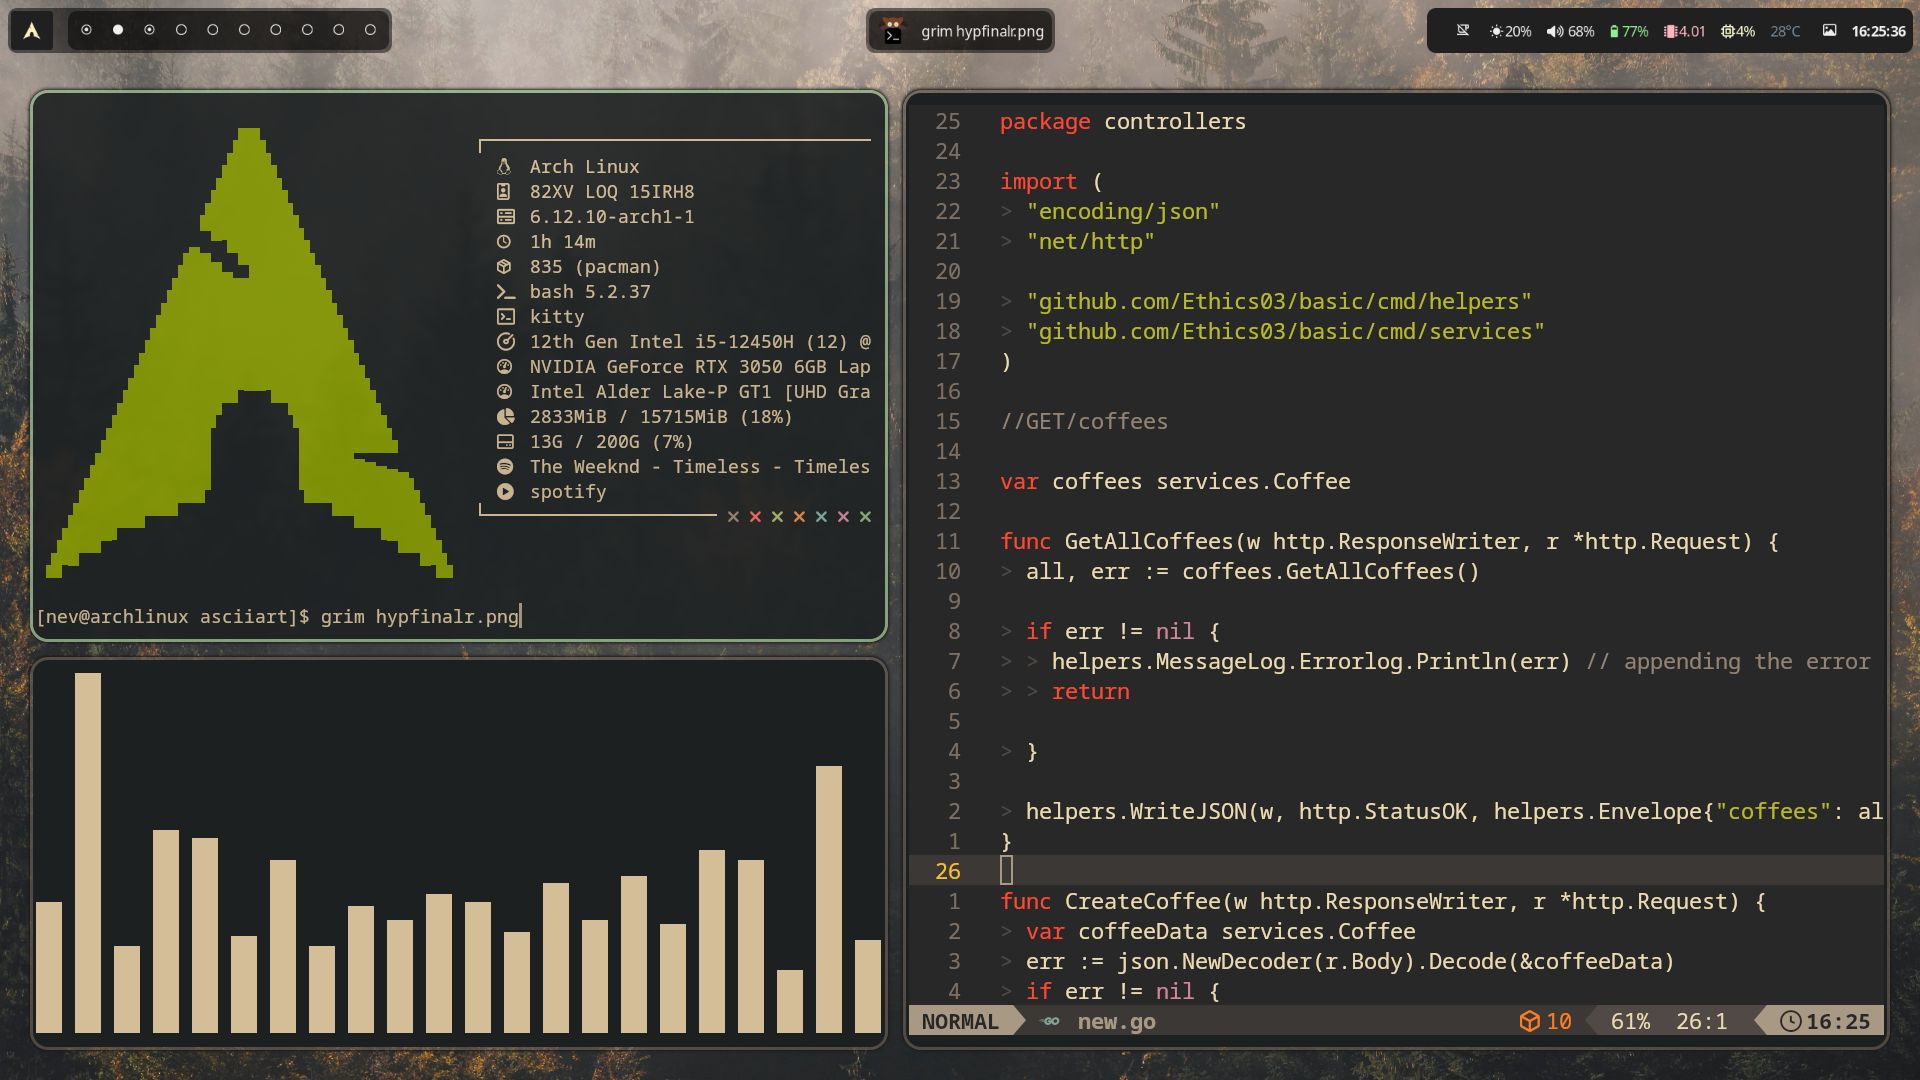 grim hypfinalr.png
20% 68% 77% 4.01 4% 28°C 16:25:36
Arch Linux
82XV LOQ 15IRH8
6.12.10-arch1-1
1h 14m
835 (pacman)
bash 5.2.37
kitty
12th Gen Intel i5-12450H (12) @
NVIDIA GeForce RTX 3050 6GB Lap
Intel Alder Lake-P GT1 [UHD Gra
2833MiB / 15715MiB (18%)
13G / 200G (7%)
The Weeknd - Timeless - Timeles
spotify
[nev@archlinux asciiart]$ grim hypfinalr.png
25 package controllers
24
23 import (
22 > "encoding/json"
21 > "net/http"
20
19 > "github.com/Ethics03/basic/cmd/helpers"
18 > "github.com/Ethics03/basic/cmd/services"
17 )
16
15 //GET/coffees
14
13 var coffees services.Coffee
12
11 func GetAllCoffees(w http.ResponseWriter, r *http.Request) {
10 > all, err := coffees.GetAllCoffees()
9
8 > if err != nil {
7 > > helpers.MessageLog.Errorlog.Println(err) // appending the error
6 > > return
5
4 > }
3
2 > helpers.WriteJSON(w, http.StatusOK, helpers.Envelope{"coffees": al
1 }
26
1 func CreateCoffee(w http.ResponseWriter, r *http.Request) {
2 > var coffeeData services.Coffee
3 > err := json.NewDecoder(r.Body).Decode(&coffeeData)
4 > if err != nil {
NORMAL GO new.go 10 61% 26:1 16:25